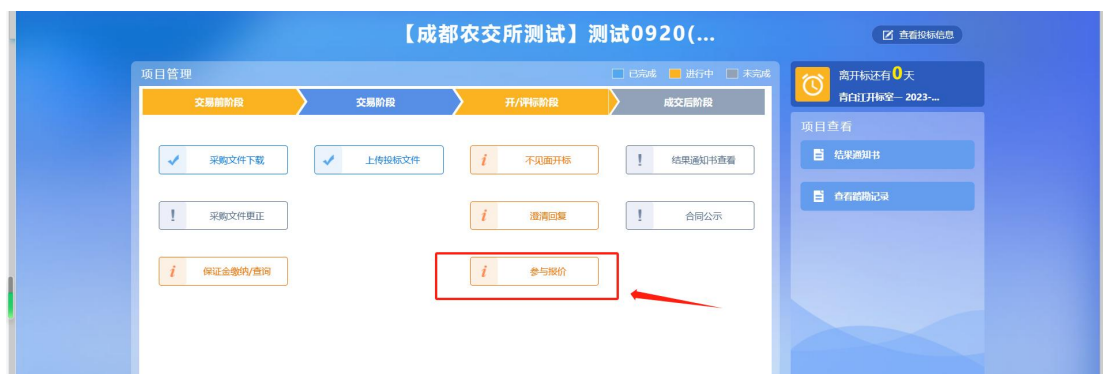 【成都农交所测试】测试0920(...
查看投标信息
项目管理
已完成 进行中 未完成
交易前阶段 交易阶段 开/评标阶段 成交后阶段
采购文件下载 上传投标文件 不见面开标 结果通知书查看
采购文件更正 澄清回复 合同公示
保证金缴纳/查询 参与报价
离开标还有0天
青白江开标室— 2023-...
项目查看
结果通知书
查看踏勘记录